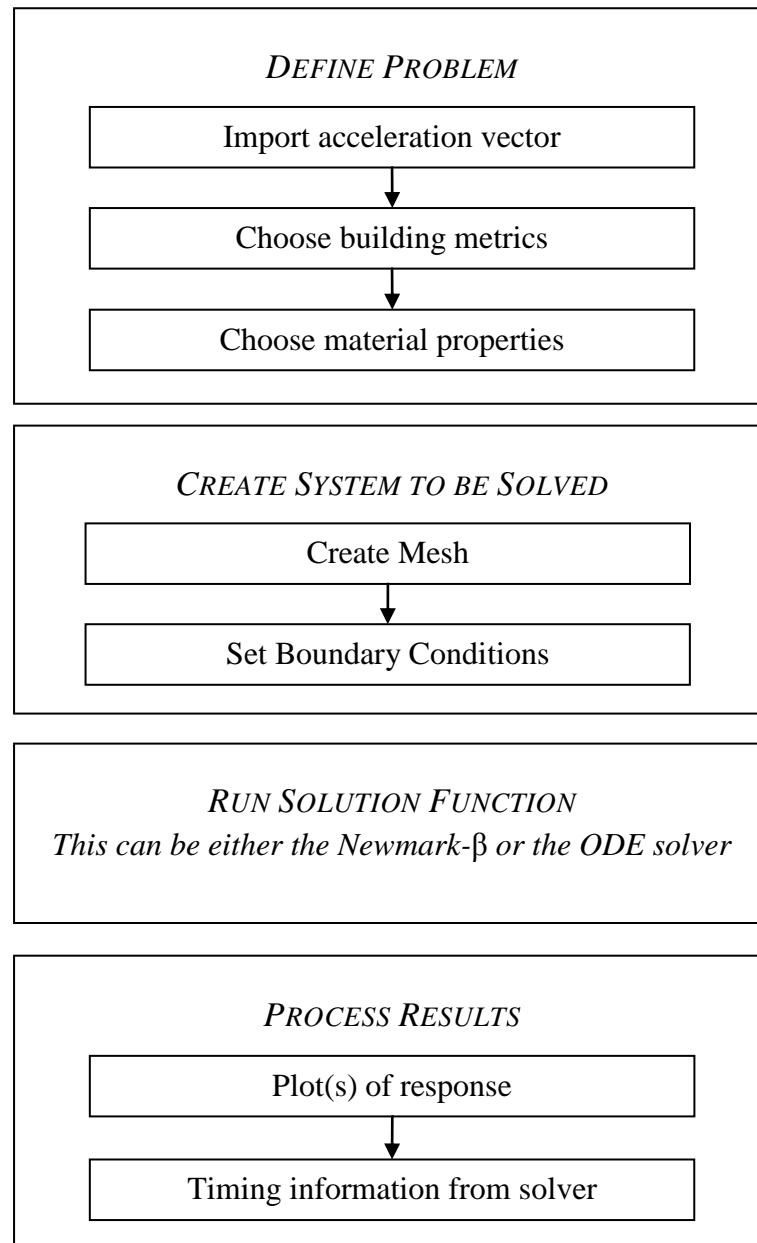 DEFINE PROBLEM
Import acceleration vector
Choose building metrics
Choose material properties
CREATE SYSTEM TO BE SOLVED
Create Mesh
Set Boundary Conditions
RUN SOLUTION FUNCTION
This can be either the Newmark-β or the ODE solver
PROCESS RESULTS
Plot(s) of response
Timing information from solver